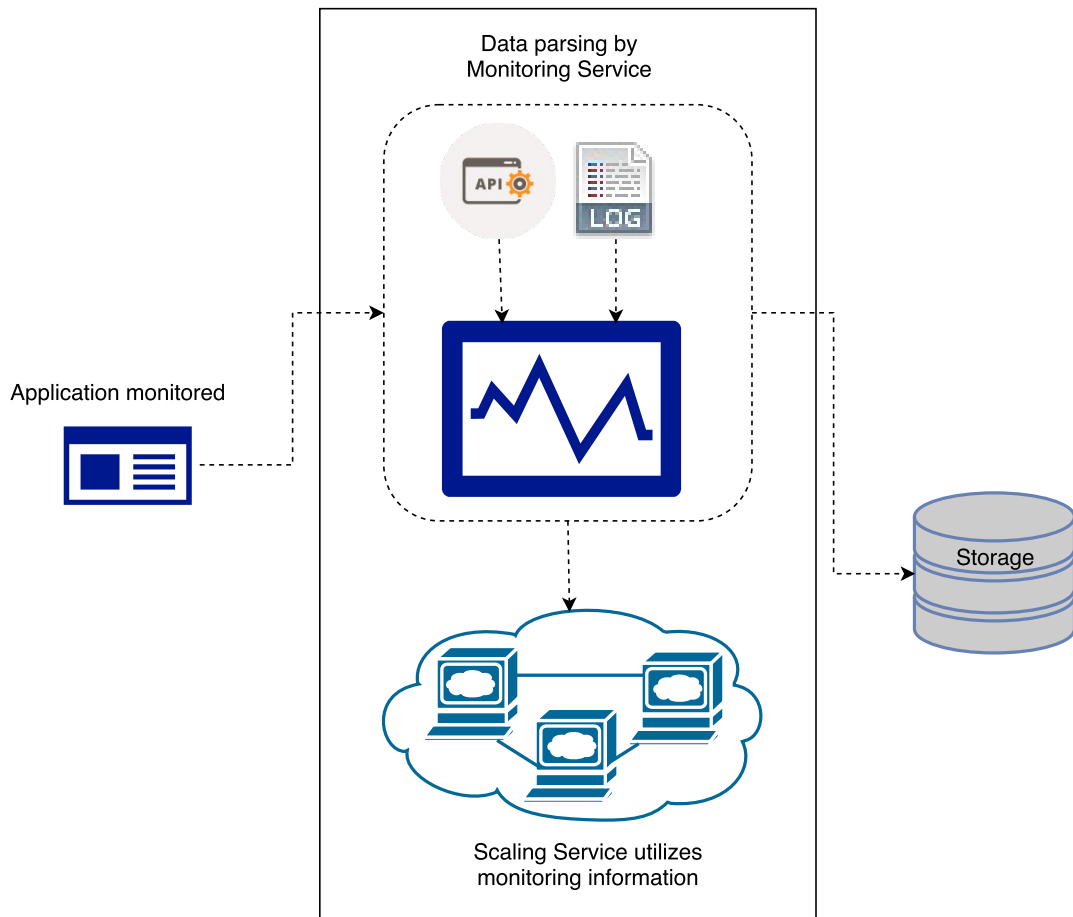 Data parsing by
Monitoring Service
API
LOG
Application monitored
Storage
Scaling Service utilizes
monitoring information